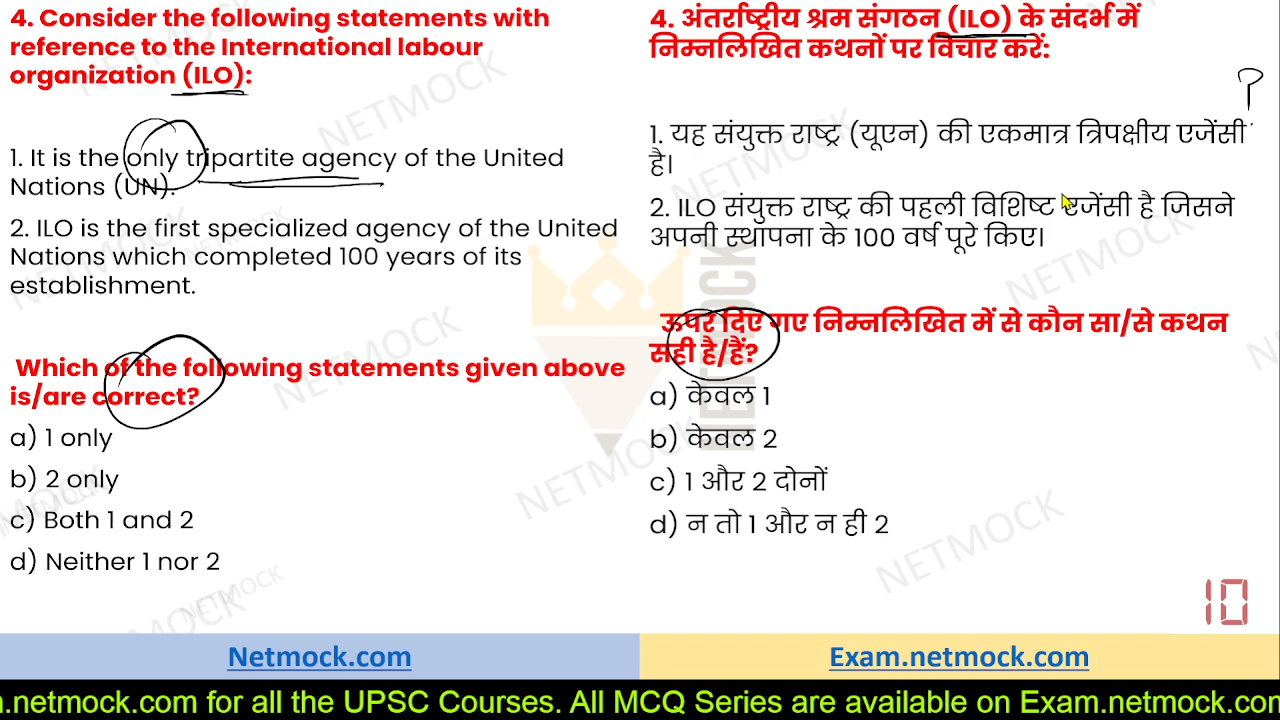 4. Consider the following statements with
reference to the International labour
organization (ILO):
1. It is the only tripartite agency of the United
Nations (UN).
2. ILO is the first specialized agency of the United
Nations which completed 100 years of its
establishment.
Which of the following statements given above
is/are correct?
a) 1 only
b) 2 only
c) Both 1 and 2
d) Neither 1 nor 2
4. अंतर्राष्ट्रीय श्रम संगठन (ILO) के संदर्भ में
निम्नलिखित कथनों पर विचार करें:
?
1. यह संयुक्त राष्ट्र (यूएन) की एकमात्र त्रिपक्षीय एजेंसी
है।
2. ILO संयुक्त राष्ट्र की पहली विशिष्ट एजेंसी है जिसने
अपनी स्थापना के 100 वर्ष पूरे किए।
ऊपर दिए गए निम्नलिखित में से कौन सा/से कथन
सही है/हैं?
a) केवल 1
b) केवल 2
c) 1 और 2 दोनों
d) न तो 1 और न ही 2
NETMOCK
10
Netmock.com
Exam.netmock.com
n.netmock.com for all the UPSC Courses. All MCQ Series are available on Exam.netmock.com